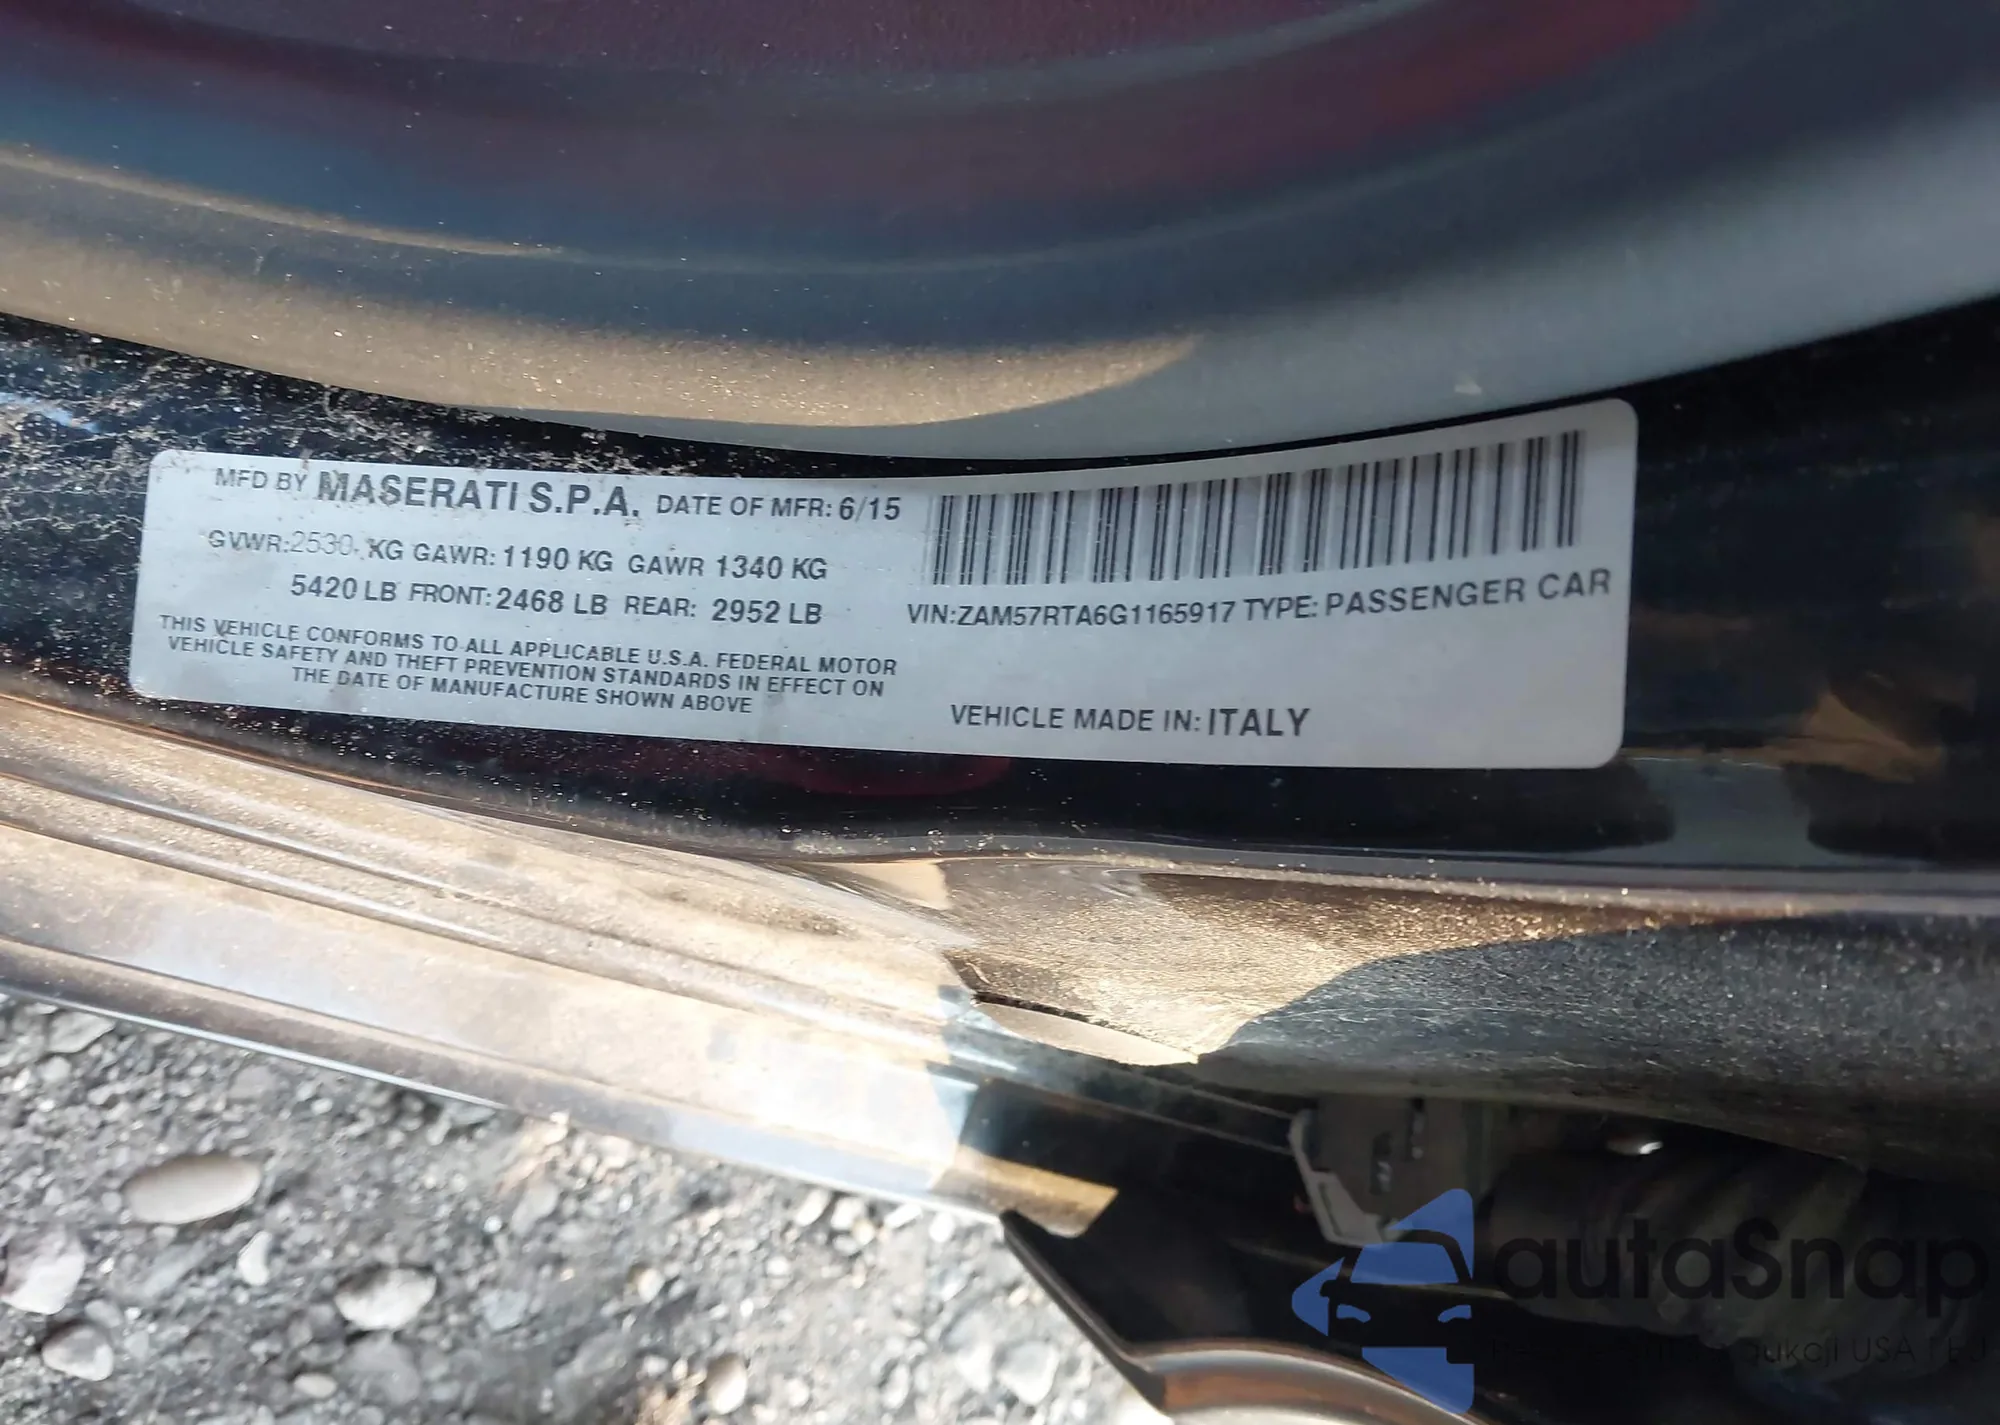 MFD BY MASERATI S.P.A. DATE OF MFR: 6/15
GVWR:2530. KG GAWR: 1190 KG GAWR 1340 KG
5420 LB FRONT: 2468 LB REAR: 2952 LB
THIS VEHICLE CONFORMS TO ALL APPLICABLE U.S.A. FEDERAL MOTOR
VEHICLE SAFETY AND THEFT PREVENTION STANDARDS IN EFFECT ON
THE DATE OF MANUFACTURE SHOWN ABOVE
VIN:ZAM57RTA6G1165917 TYPE: PASSENGER CAR
VEHICLE MADE IN: ITALY
autaSnap
aukcji USA